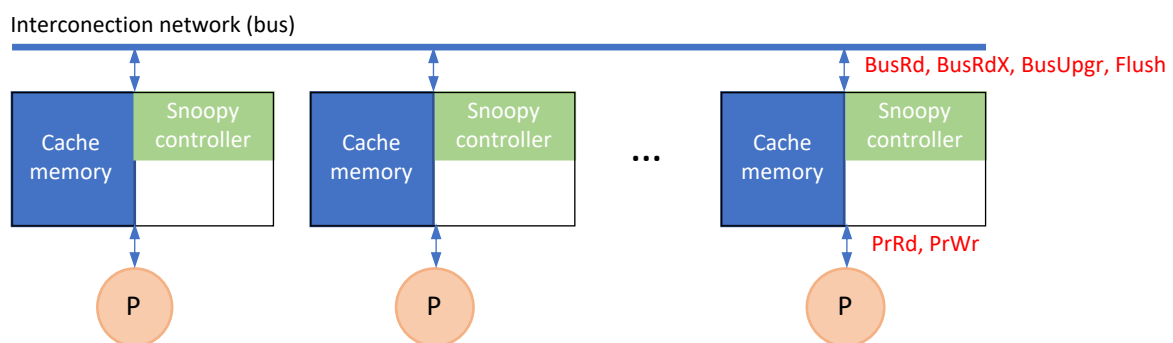 Interconection network (bus)
BusRd, BusRdX, BusUpgr, Flush
Cache
memory
Snoopy
controller
Cache
memory
Snoopy
controller
...
Cache
memory
Snoopy
controller
PrRd, PrWr
P
P
P